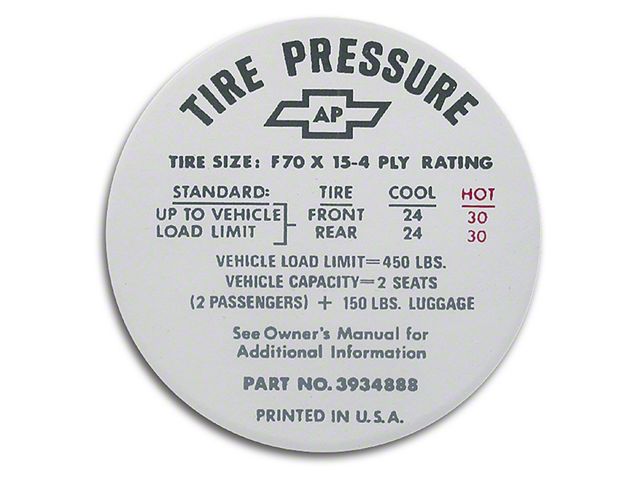 TIRE PRESSURE
AP
TIRE SIZE: F70 X 15-4 PLY RATING
STANDARD: TIRE COOL HOT
UP TO VEHICLE FRONT 24 30
LOAD LIMIT REAR 24 30
VEHICLE LOAD LIMIT=450 LBS.
VEHICLE CAPACITY=2 SEATS
(2 PASSENGERS) + 150 LBS. LUGGAGE
See Owner's Manual for
Additional Information
PART NO. 3934888
PRINTED IN U.S.A.